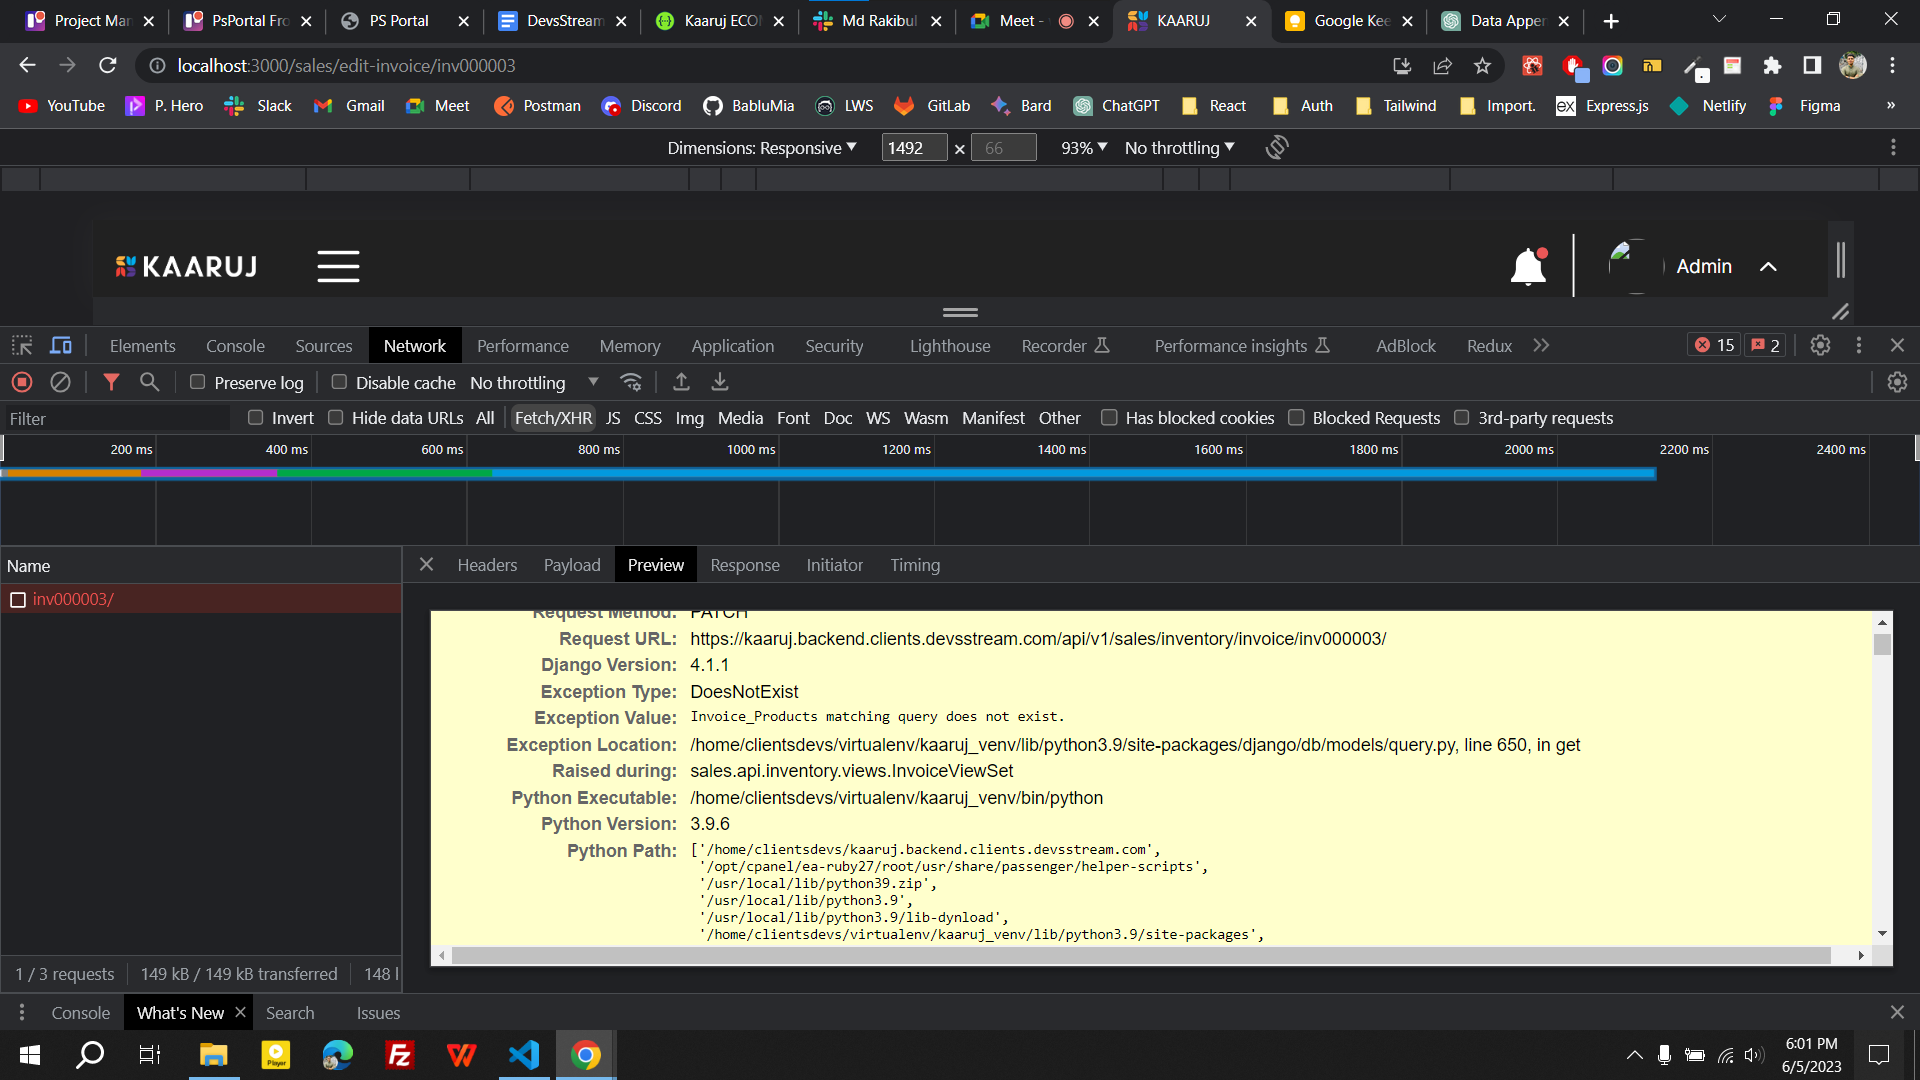 Project Man
PsPortal Fro
PS Portal
DevsStream
Kaaruj ECOM
Md Rakibul
Meet -
KAARUJ
Google Kee
Data Appen
localhost:3000/sales/edit-invoice/inv000003
YouTube
P. Hero
Slack
Gmail
Meet
Postman
Discord
BabluMia
LWS
GitLab
Bard
ChatGPT
React
Auth
Tailwind
Import.
ex
Express.js
Netlify
Figma
»
Dimensions: Responsive
1492
×
66
93%
No throttling
KAARUJ
Admin
Elements
Console
Sources
Network
Performance
Memory
Application
Security
Lighthouse
Recorder
Performance insights
AdBlock
Redux
15
2
Preserve log
Disable cache
No throttling
Filter
Invert
Hide data URLs
All
Fetch/XHR
JS
CSS
Img
Media
Font
Doc
WS
Wasm
Manifest
Other
Has blocked cookies
Blocked Requests
3rd-party requests
200 ms
400 ms
600 ms
800 ms
1000 ms
1200 ms
1400 ms
1600 ms
1800 ms
2000 ms
2200 ms
2400 ms
Name
Headers
Payload
Preview
Response
Initiator
Timing
inv000003/
Request Method: PATCH
Request URL: https://kaaruj.backend.clients.devsstream.com/api/v1/sales/inventory/invoice/inv000003/
Django Version: 4.1.1
Exception Type: DoesNotExist
Exception Value: Invoice_Products matching query does not exist.
Exception Location: /home/clientsdevs/virtualenv/kaaruj_venv/lib/python3.9/site-packages/django/db/models/query.py, line 650, in get
Raised during: sales.api.inventory.views.InvoiceViewSet
Python Executable: /home/clientsdevs/virtualenv/kaaruj_venv/bin/python
Python Version: 3.9.6
Python Path: ['/home/clientsdevs/kaaruj.backend.clients.devsstream.com',
'/opt/cpanel/ea-ruby27/root/usr/share/passenger/helper-scripts',
'/usr/local/lib/python39.zip',
'/usr/local/lib/python3.9',
'/usr/local/lib/python3.9/lib-dynload',
'/home/clientsdevs/virtualenv/kaaruj_venv/lib/python3.9/site-packages',
1 / 3 requests
149 kB / 149 kB transferred
148 l
Console
What's New
Search
Issues
6:01 PM
6/5/2023